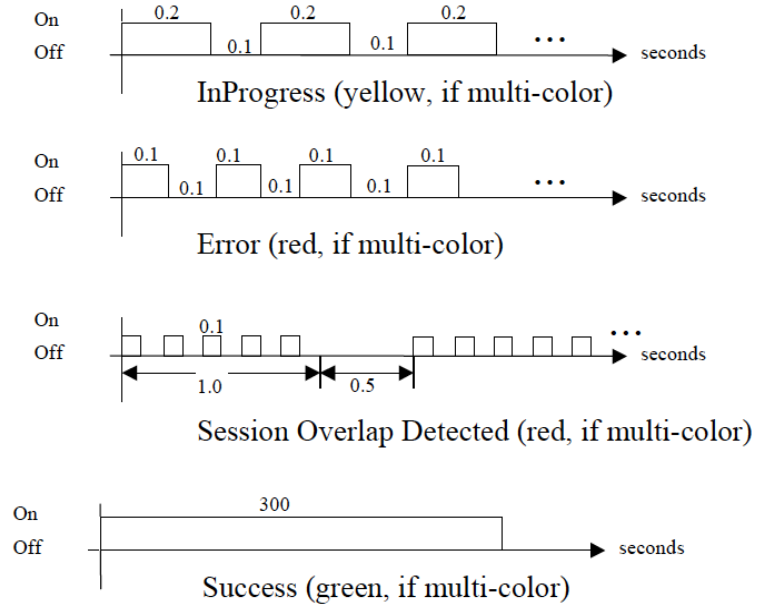 On 0.2 0.2 0.2
Off 0.1 0.1 ... seconds
InProgress (yellow, if multi-color)
On 0.1 0.1 0.1 0.1
Off 0.1 0.1 0.1 ... seconds
Error (red, if multi-color)
On 0.1 ...
Off seconds
1.0 0.5
Session Overlap Detected (red, if multi-color)
On 300
Off seconds
Success (green, if multi-color)